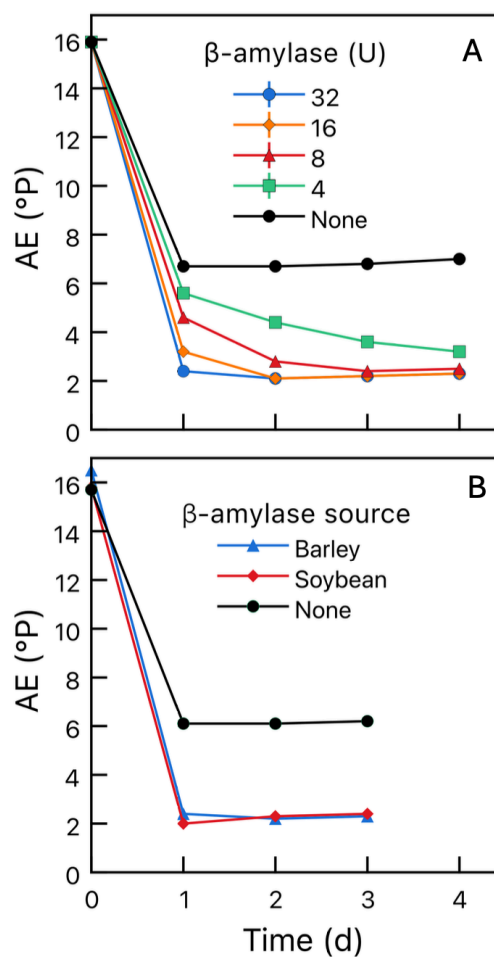 A
β-amylase (U)
32
16
8
4
None
AE (°P)
16
14
12
10
8
6
4
2
0
B
β-amylase source
Barley
Soybean
None
AE (°P)
16
14
12
10
8
6
4
2
0
0 1 2 3 4
Time (d)